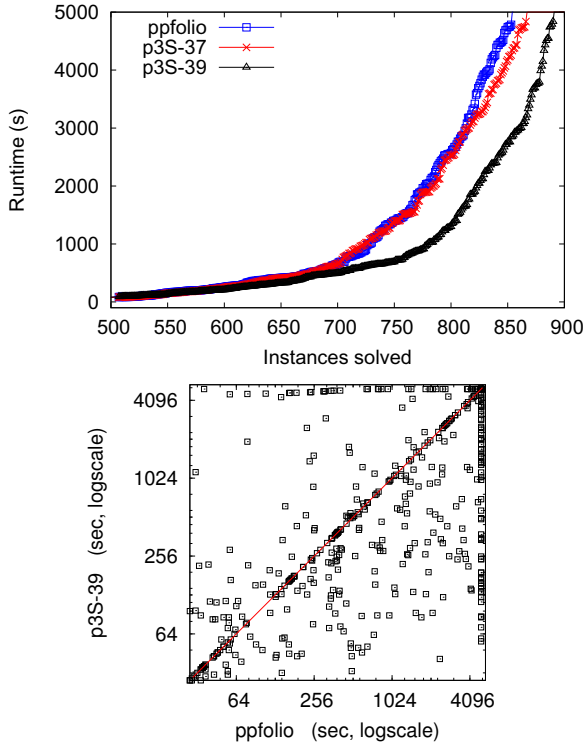 5000
4000
3000
2000
1000
0
Runtime (s)
ppfolio
p3S-37
p3S-39
500 550 600 650 700 750 800 850 900
Instances solved
4096
1024
256
64
p3S-39 (sec, logscale)
64 256 1024 4096
ppfolio (sec, logscale)